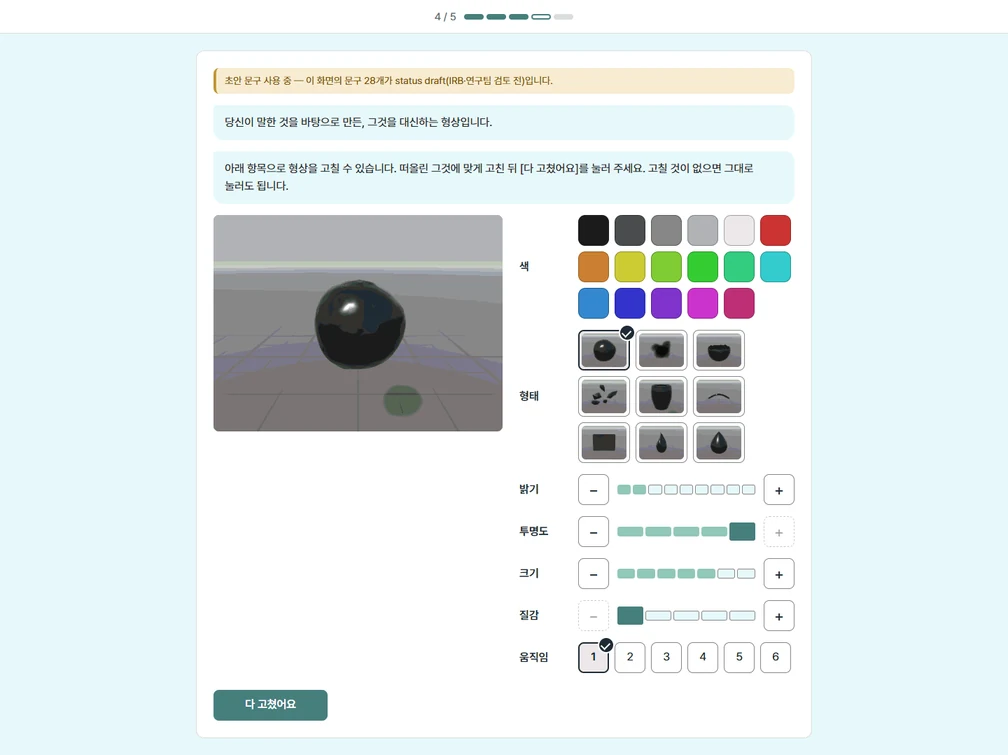 4 / 5
초안 문구 사용 중 — 이 화면의 문구 28개가 status draft(IRB·연구팀 검토 전)입니다.
당신이 말한 것을 바탕으로 만든, 그것을 대신하는 형상입니다.
아래 항목으로 형상을 고칠 수 있습니다. 떠올린 그것에 맞게 고친 뒤 [다 고쳤어요]를 눌러 주세요. 고칠 것이 없으면 그대로
눌러도 됩니다.
색
형태
밝기
− +
투명도
− +
크기
− +
질감
− +
움직임
1 2 3 4 5 6
다 고쳤어요